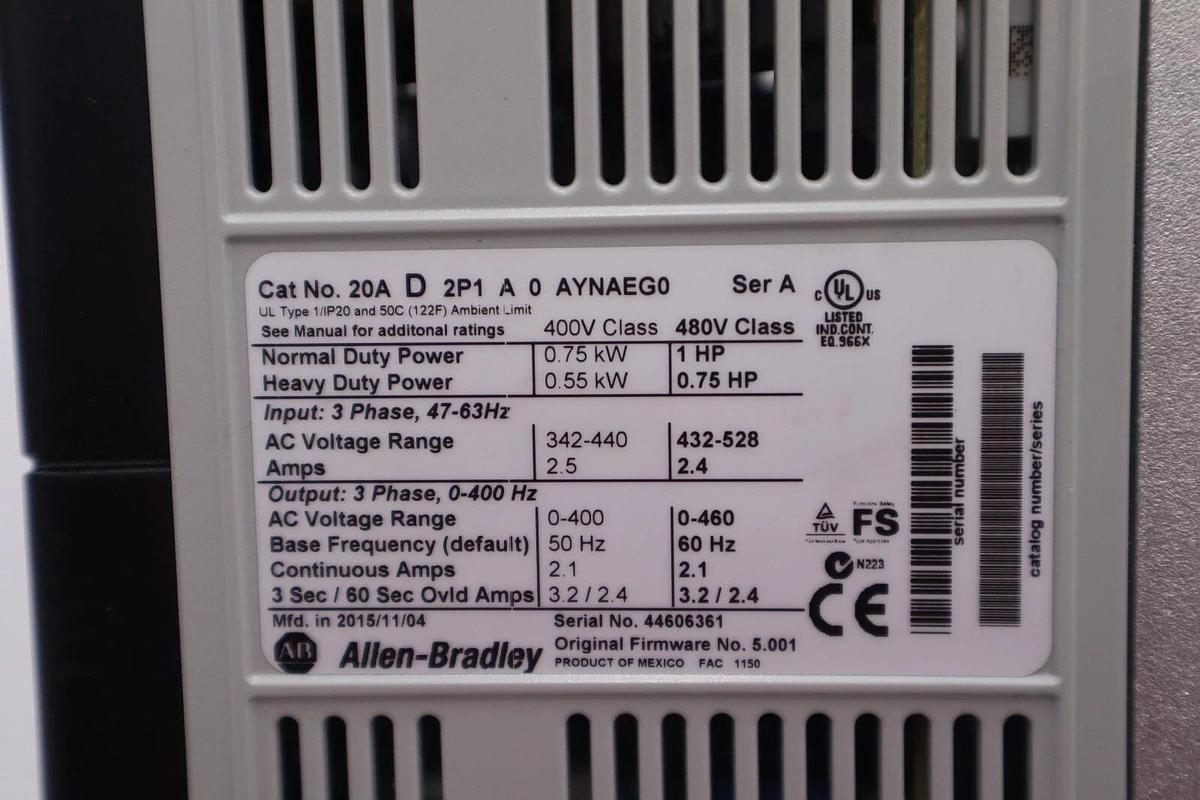 Cat No. 20A D 2P1 A 0 AYNAEG0 Ser A
UL Type 1/IP20 and 50C (122F) Ambient Limit
See Manual for additonal ratings 400V Class 480V Class
Normal Duty Power 0.75 kW 1 HP
Heavy Duty Power 0.55 kW 0.75 HP
Input: 3 Phase, 47-63Hz
AC Voltage Range 342-440 432-528
Amps 2.5 2.4
Output: 3 Phase, 0-400 Hz
AC Voltage Range 0-400 0-460
Base Frequency (default) 50 Hz 60 Hz
Continuous Amps 2.1 2.1
3 Sec / 60 Sec Ovld Amps 3.2 / 2.4 3.2 / 2.4
Mfd. in 2015/11/04 Serial No. 44606361
AB Allen-Bradley Original Firmware No. 5.001
PRODUCT OF MEXICO FAC 1150
C UL US
LISTED
IND.CONT.
EQ.966X
TÜV FS
N223
CE
serial number
catalog number/series